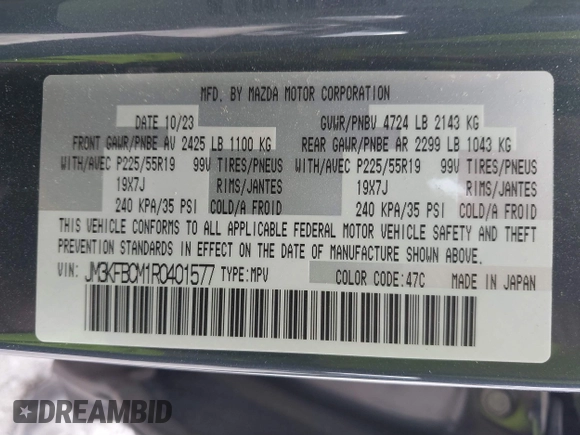 MFD. BY MAZDA MOTOR CORPORATION
DATE 10/23 GVWR/PNBV 4724 LB 2143 KG
FRONT GAWR/PNBE AV 2425 LB 1100 KG REAR GAWR/PNBE AR 2299 LB 1043 KG
WITH/AVEC P225/55R19 99V TIRES/PNEUS WITH/AVEC P225/55R19 99V TIRES/PNEUS
19X7J RIMS/JANTES 19X7J RIMS/JANTES
240 KPA/35 PSI COLD/A FROID 240 KPA/35 PSI COLD/A FROID
THIS VEHICLE CONFORMS TO ALL APPLICABLE FEDERAL MOTOR VEHICLE SAFETY AND THEFT
PREVENTION STANDARDS IN EFFECT ON THE DATE OF MANUFACTURE SHOWN ABOVE.
VIN: JM3KFBCM1R0401577 TYPE:MPV COLOR CODE:47C MADE IN JAPAN
DREAMBID